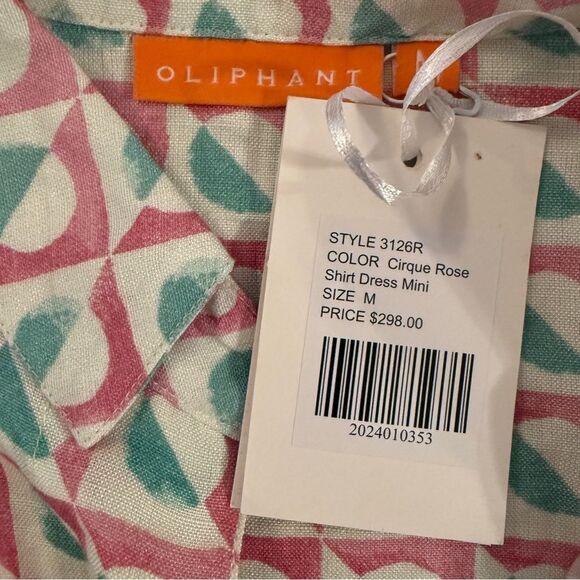 OLIPHANT M
STYLE 3126R
COLOR Cirque Rose
Shirt Dress Mini
SIZE M
PRICE $298.00
2024010353